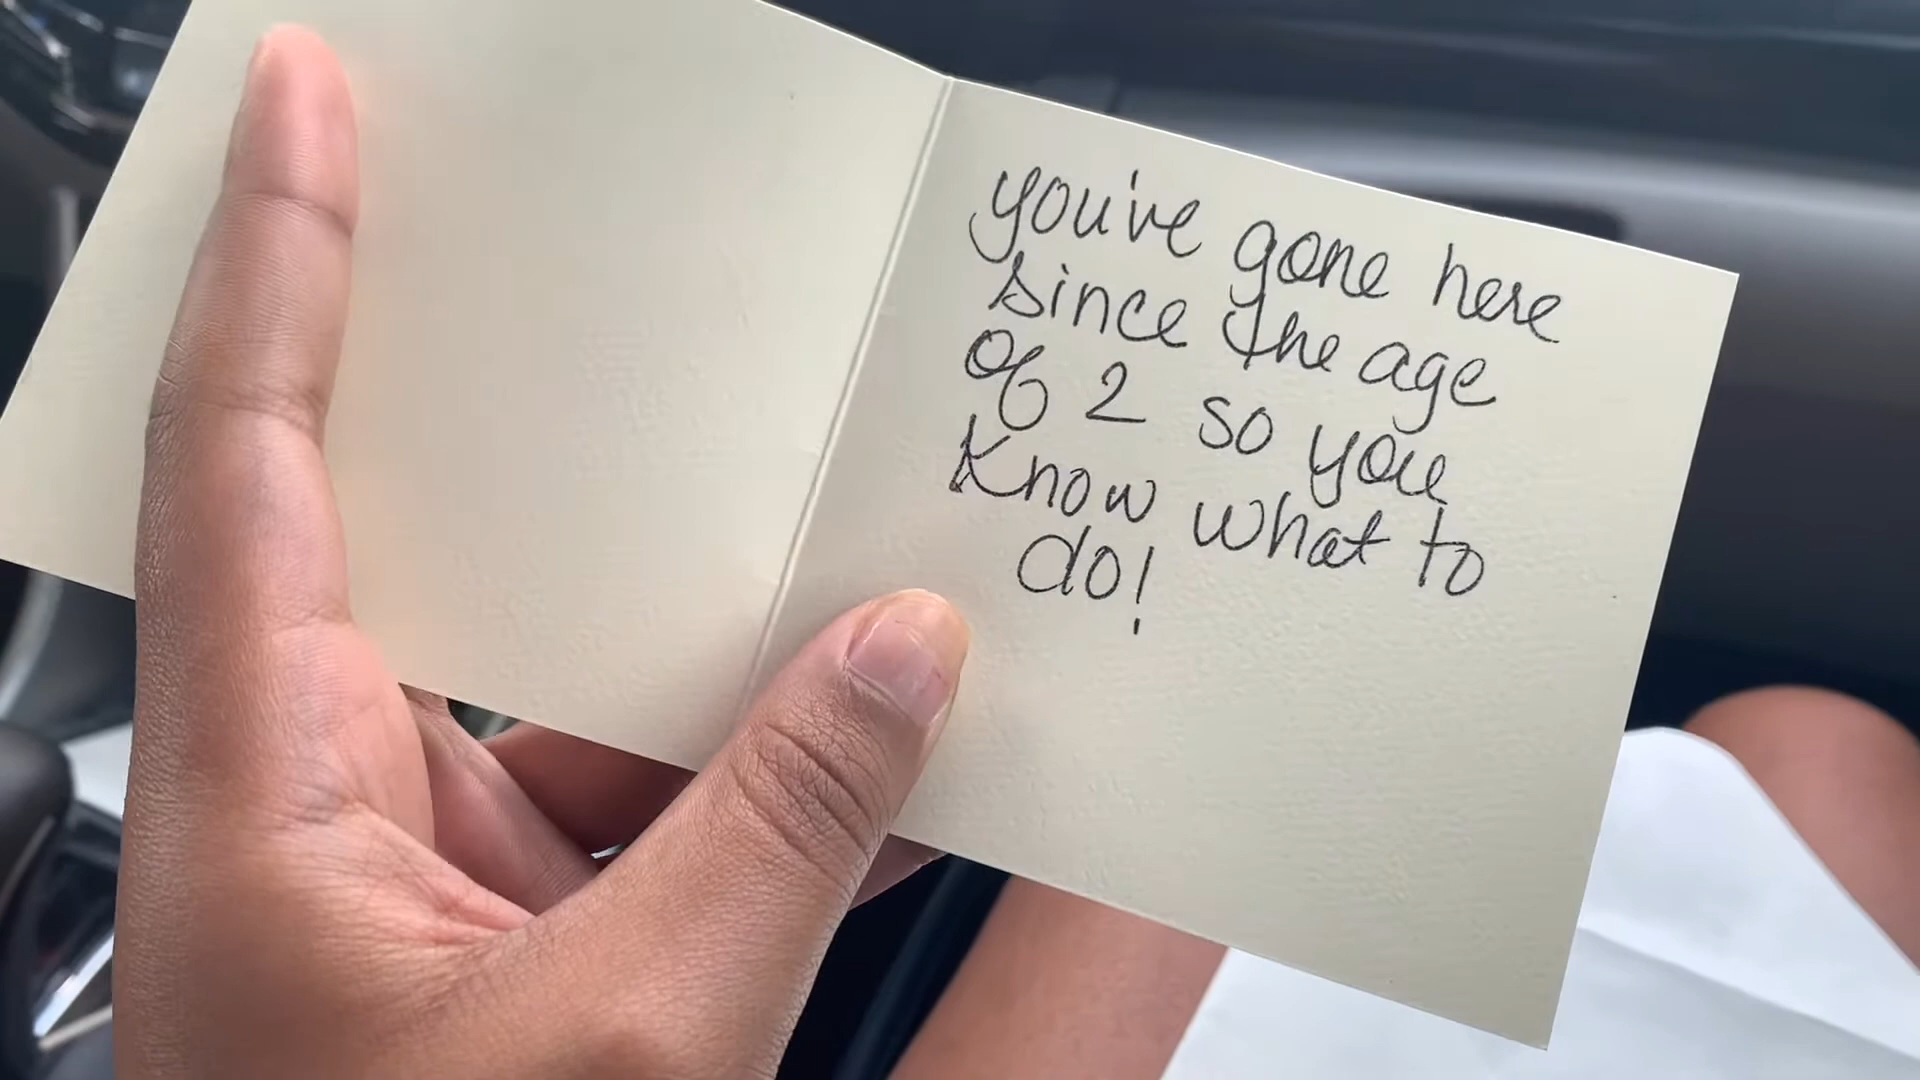 you've gone here
since the age
of 2 so you
know what to
do!